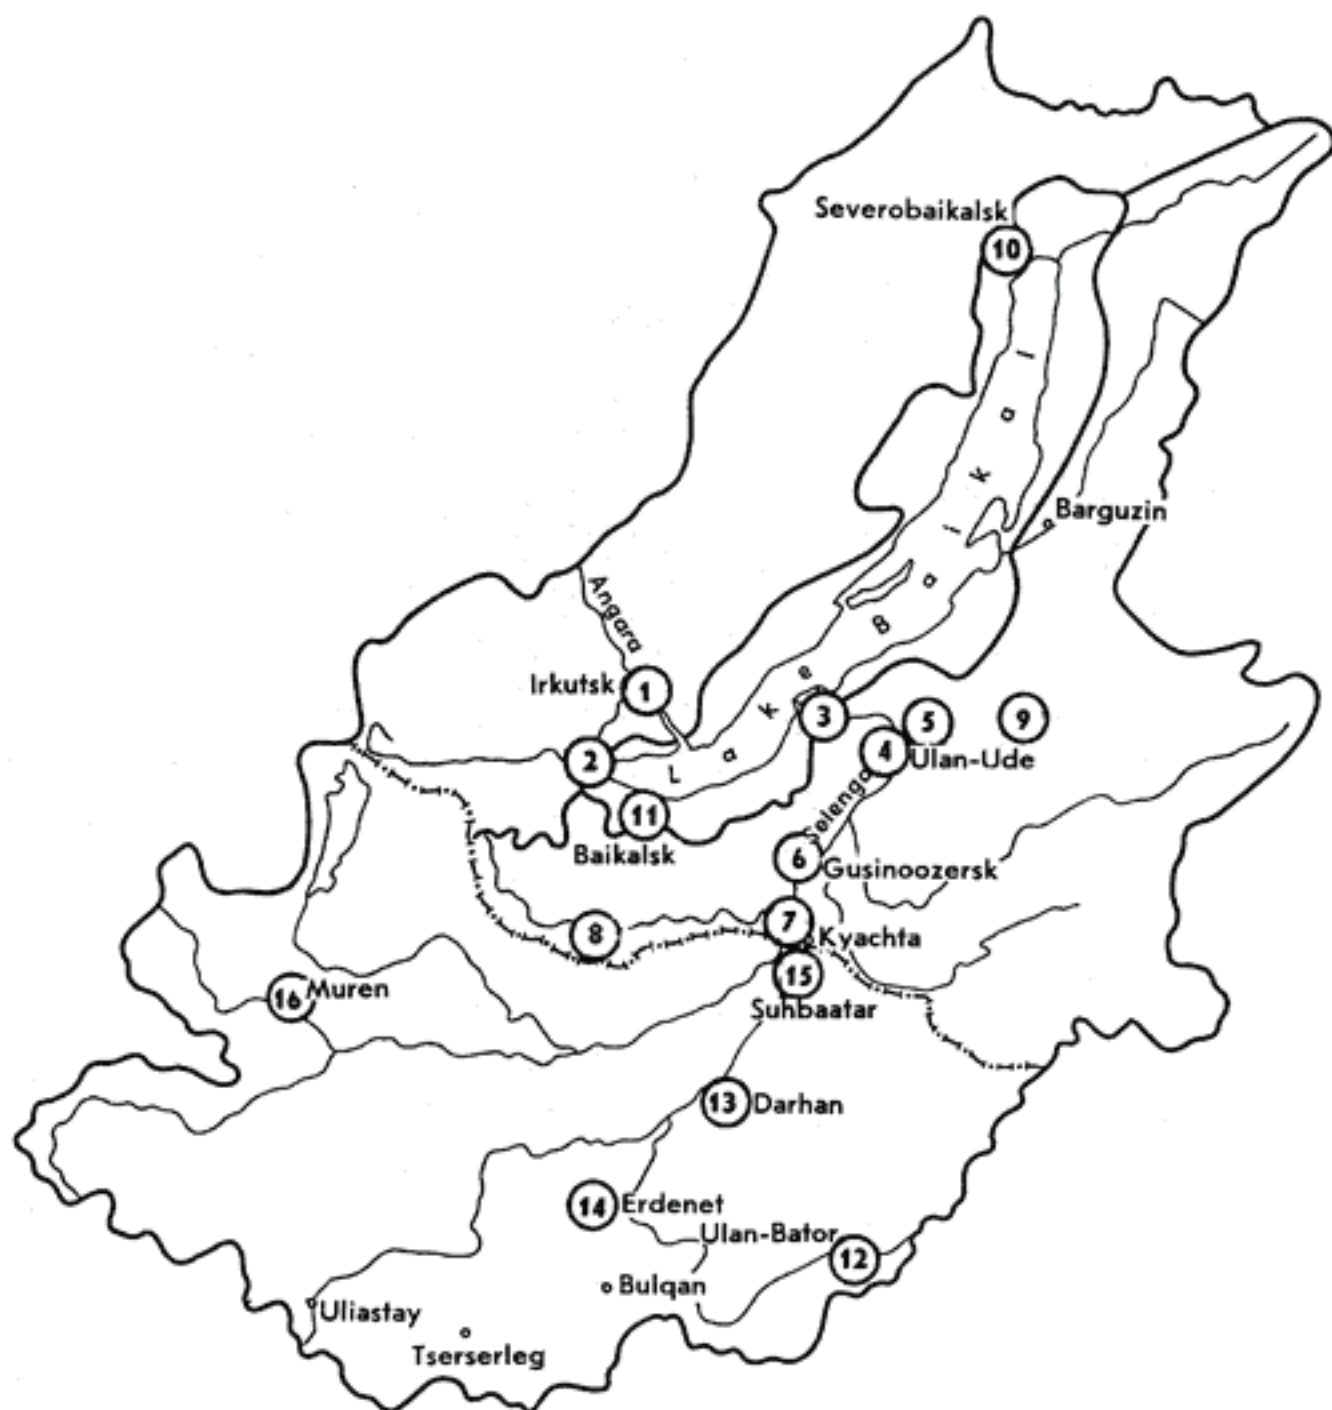 Severobaikalsk
10
Lake Baikal
Barguzin
Angara
Irkutsk
1
2
3
5
9
4
Ulan-Ude
11
Baikalsk
Selenga
6
Gusinoozersk
7
8
Kyachta
15
Suhbaatar
16
Muren
13
Darhan
14
Erdenet
Ulan-Bator
12
Bulqan
Uliastay
Tserserleg